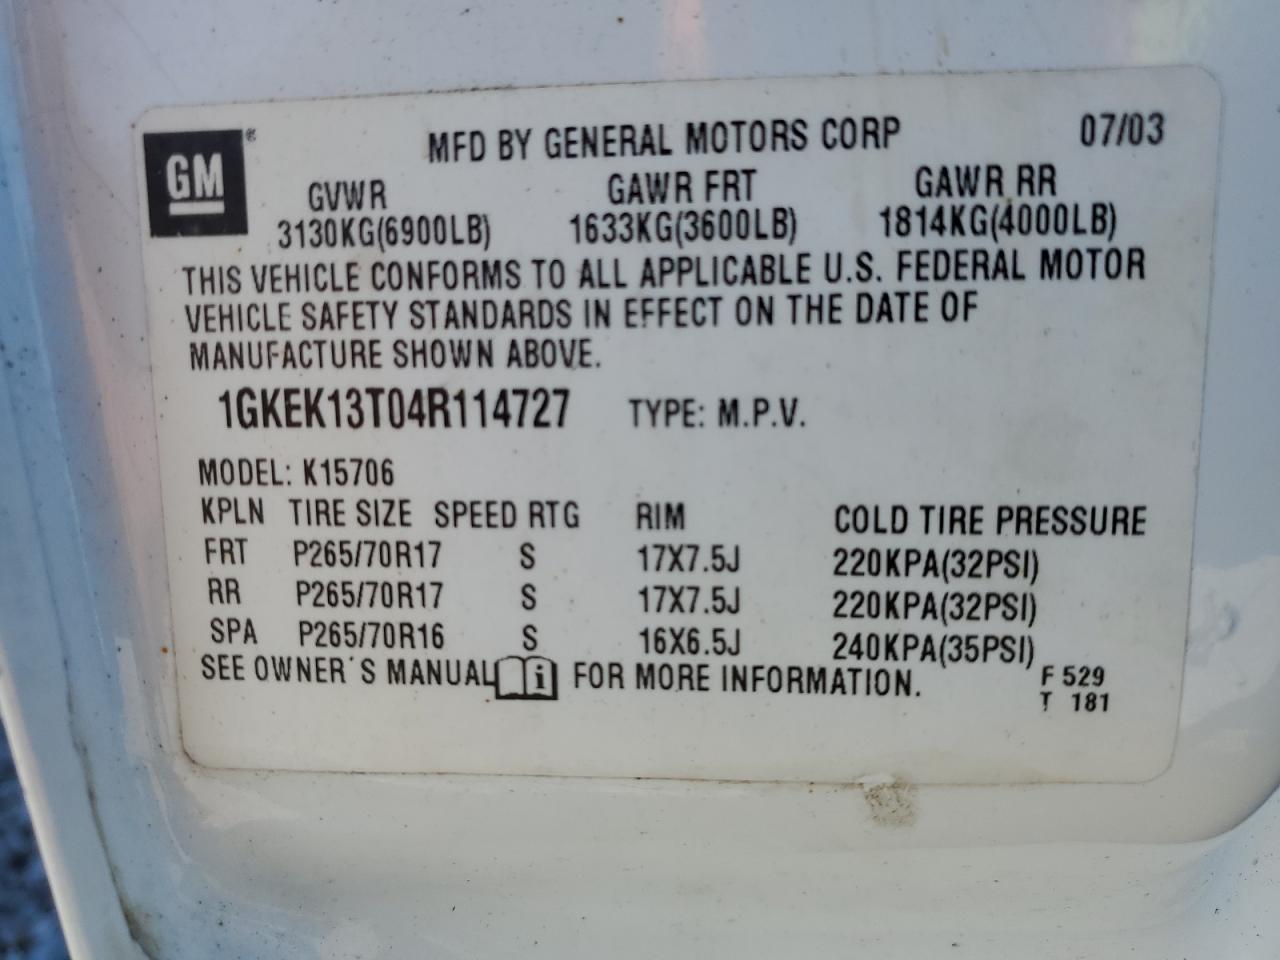 GM®
MFD BY GENERAL MOTORS CORP 07/03
GVWR GAWR FRT GAWR RR
3130KG(6900LB) 1633KG(3600LB) 1814KG(4000LB)
THIS VEHICLE CONFORMS TO ALL APPLICABLE U.S. FEDERAL MOTOR
VEHICLE SAFETY STANDARDS IN EFFECT ON THE DATE OF
MANUFACTURE SHOWN ABOVE.
1GKEK13T04R114727 TYPE: M.P.V.
MODEL: K15706
KPLN TIRE SIZE SPEED RTG RIM COLD TIRE PRESSURE
FRT P265/70R17 S 17X7.5J 220KPA(32PSI)
RR P265/70R17 S 17X7.5J 220KPA(32PSI)
SPA P265/70R16 S 16X6.5J 240KPA(35PSI)
SEE OWNER'S MANUAL i FOR MORE INFORMATION. F 529
T 181